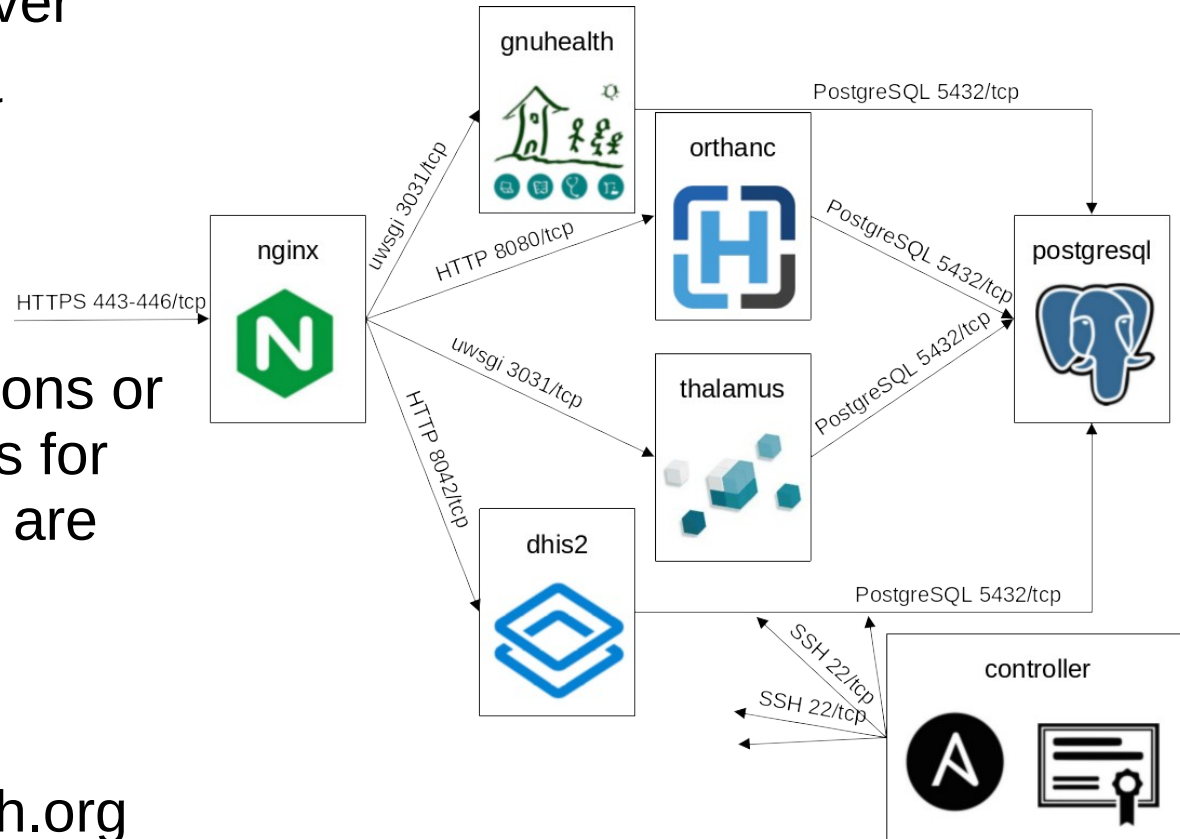 ver
gnuhealth
PostgreSQL 5432/tcp
orthanc
uwsgi 3031/tcp
PostgreSQL 5432/tcp
nginx
HTTP 8080/tcp
postgresql
HTTPS 443-446/tcp
N
H
uwsgi 3031/tcp
PostgreSQL 5432/tcp
ons or
thalamus
HTTP 8042/tcp
s for
are
dhis2
PostgreSQL 5432/tcp
SSH 22/tcp
controller
SSH 22/tcp
A
h.org